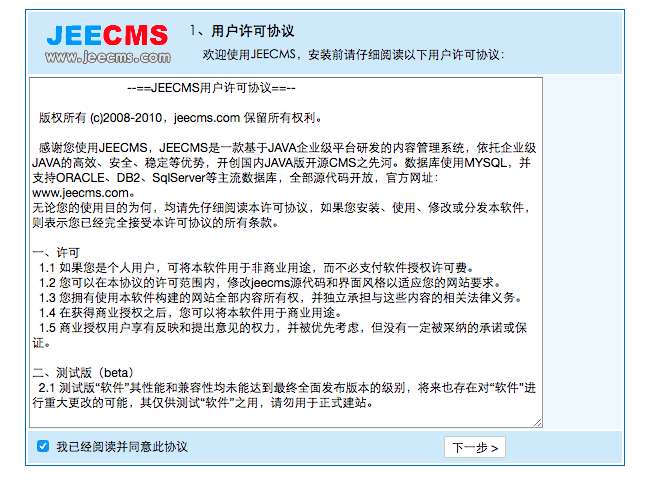 JEECMS
www.jeecms.com
1、用户许可协议
欢迎使用JEECMS，安装前请仔细阅读以下用户许可协议：
--==JEECMS用户许可协议==--
版权所有 (c)2008-2010，jeecms.com 保留所有权利。
感谢您使用JEECMS，JEECMS是一款基于JAVA企业级平台研发的内容管理系统，依托企业级
JAVA的高效、安全、稳定等优势，开创国内JAVA版开源CMS之先河。数据库使用MYSQL，并
支持ORACLE、DB2、SqlServer等主流数据库，全部源代码开放，官方网址：
www.jeecms.com。
无论您的使用目的为何，均请先仔细阅读本许可协议，如果您安装、使用、修改或分发本软件，
则表示您已经完全接受本许可协议的所有条款。
一、许可
1.1 如果您是个人用户，可将本软件用于非商业用途，而不必支付软件授权许可费。
1.2 您可以在本协议的许可范围内，修改jeecms源代码和界面风格以适应您的网站要求。
1.3 您拥有使用本软件构建的网站全部内容所有权，并独立承担与这些内容的相关法律义务。
1.4 在获得商业授权之后，您可以将本软件用于商业用途。
1.5 商业授权用户享有反映和提出意见的权力，并被优先考虑，但没有一定被采纳的承诺或保
证。
二、测试版（beta）
2.1 测试版“软件”其性能和兼容性均未能达到最终全面发布版本的级别，将来也存在对“软件”进
行重大更改的可能，其仅供测试“软件”之用，请勿用于正式建站。
我已经阅读并同意此协议
下一步 >